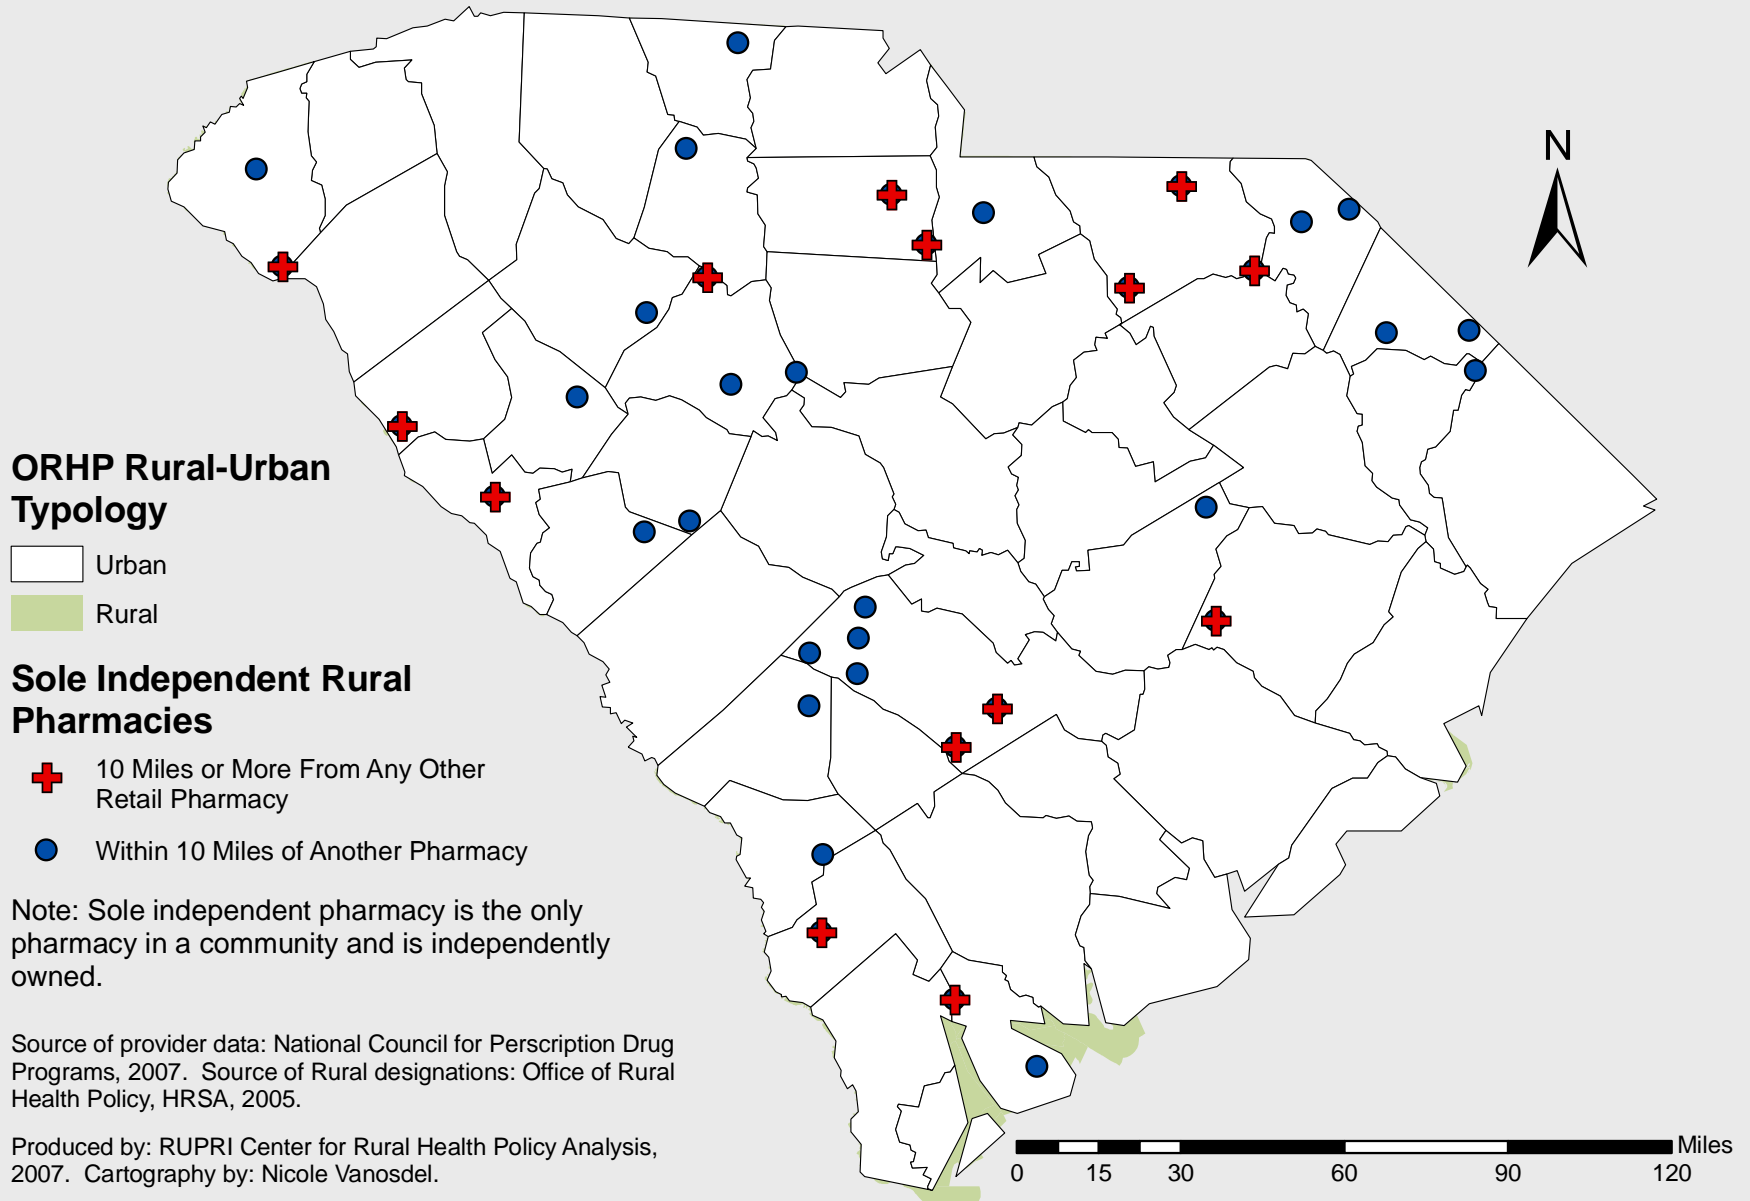 N
ORHP Rural-Urban
Typology
Urban
Rural
Sole Independent Rural
Pharmacies
10 Miles or More From Any Other
Retail Pharmacy
Within 10 Miles of Another Pharmacy
Note: Sole independent pharmacy is the only
pharmacy in a community and is independently
owned.
Source of provider data: National Council for Perscription Drug
Programs, 2007.  Source of Rural designations: Office of Rural
Health Policy, HRSA, 2005.
Produced by: RUPRI Center for Rural Health Policy Analysis,
2007.  Cartography by: Nicole Vanosdel.
Miles
0 15 30 60 90 120